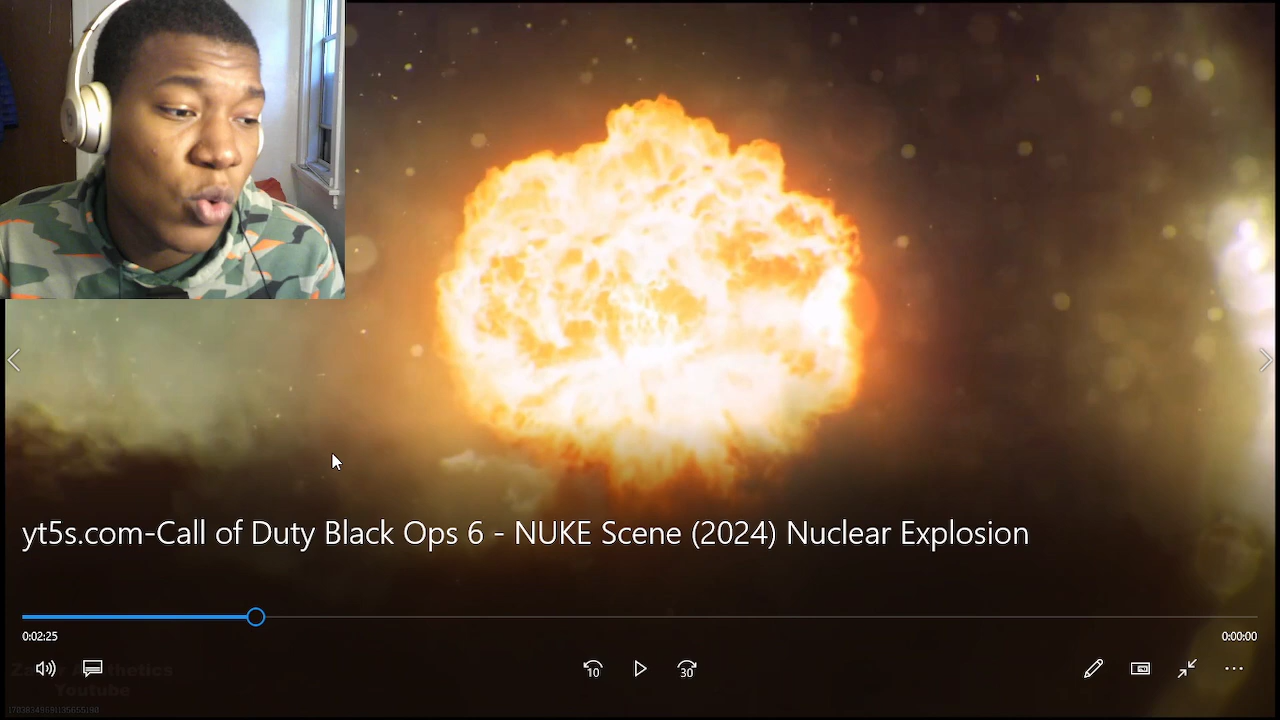 yt5s.com-Call of Duty Black Ops 6 - NUKE Scene (2024) Nuclear Explosion
0:02:25
0:00:00
10
30
Youtube